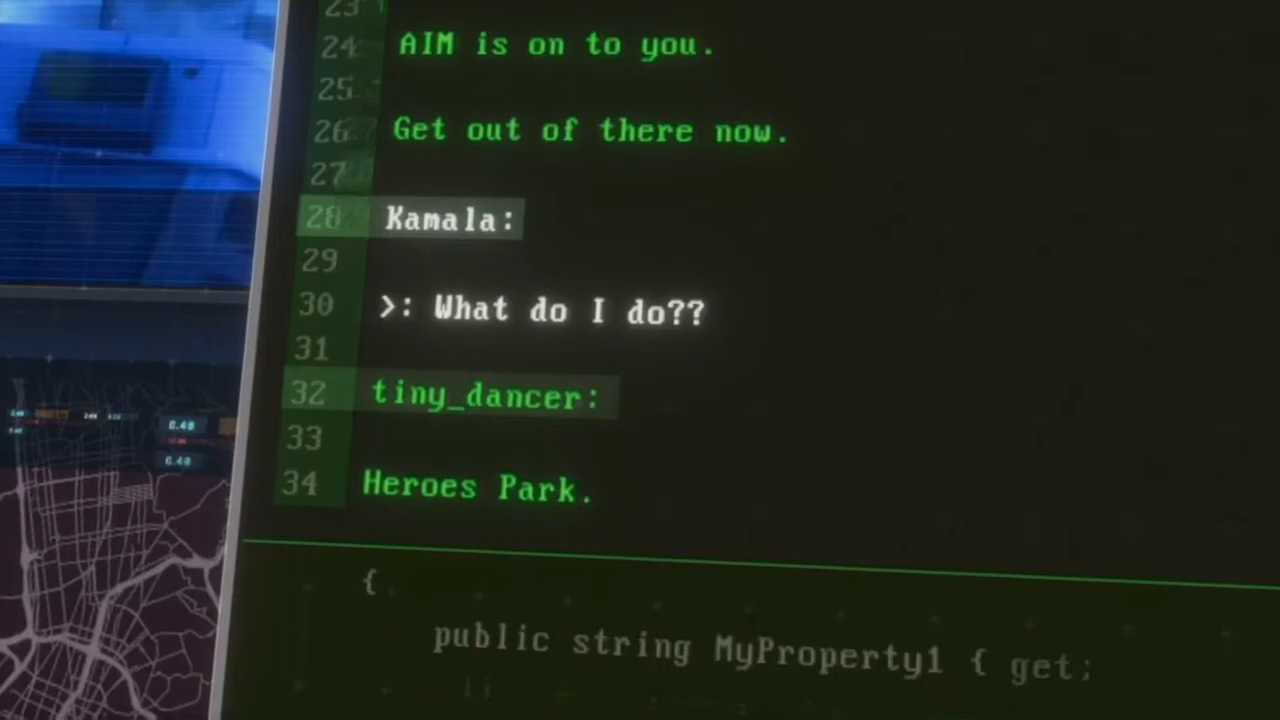 23
24 AIM is on to you.
25
26 Get out of there now.
27
28 Kamala:
29
30 >: What do I do??
31
32 tiny_dancer:
33
34 Heroes Park.
{
public string MyProperty1 { get;